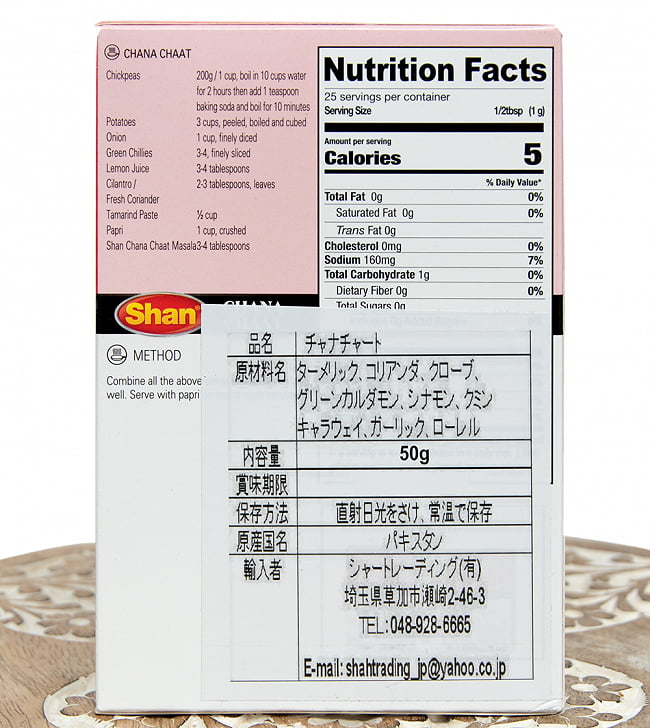 CHANA CHAAT
Chickpeas 200g / 1 cup, boil in 10 cups water
for 2 hours then add 1 teaspoon
baking soda and boil for 10 minutes
Potatoes 3 cups, peeled, boiled and cubed
Onion 1 cup, finely diced
Green Chillies 3-4, finely sliced
Lemon Juice 3-4 tablespoons
Cilantro / 2-3 tablespoons, leaves
Fresh Coriander
Tamarind Paste ½ cup
Papri 1 cup, crushed
Shan Chana Chaat Masala 3-4 tablespoons
Nutrition Facts
25 servings per container
Serving Size 1/2tbsp (1 g)
Amount per serving
Calories 5
% Daily Value*
Total Fat 0g 0%
Saturated Fat 0g 0%
Trans Fat 0g
Cholesterol 0mg 0%
Sodium 160mg 7%
Total Carbohydrate 1g 0%
Dietary Fiber 0g 0%
Total Sugars 0g
Shan
CHANA
METHOD
Combine all the above
well. Serve with papri
品名 チャナチャート
原材料名 ターメリック、コリアンダ、クローブ、
グリーンカルダモン、シナモン、クミン
キャラウェイ、ガーリック、ローレル
内容量 50g
賞味期限
保存方法 直射日光をさけ、常温で保存
原産国名 パキスタン
輸入者 シャートレーディング(有)
埼玉県草加市瀬崎2-46-3
TEL:048-928-6665
E-mail: shahtrading_jp@yahoo.co.jp